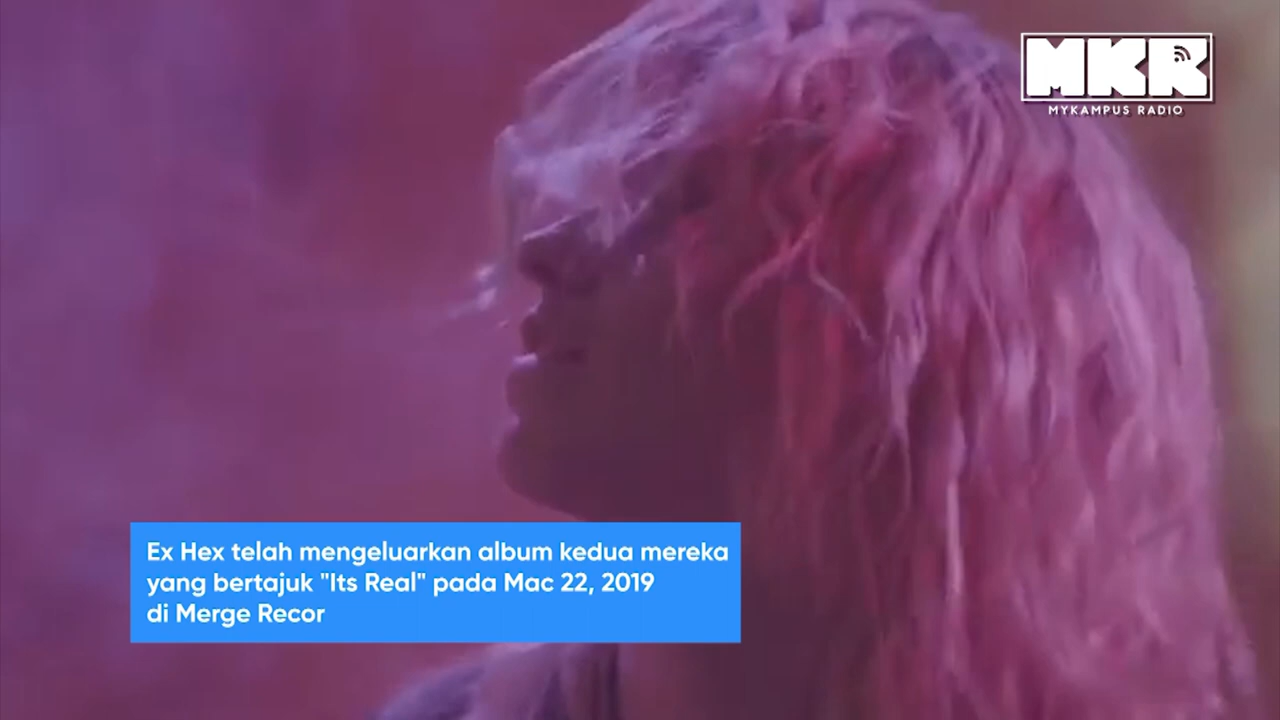 MKR
MYKAMPUS RADIO
Ex Hex telah mengeluarkan album kedua mereka
yang bertajuk "Its Real" pada Mac 22, 2019
di Merge Recor